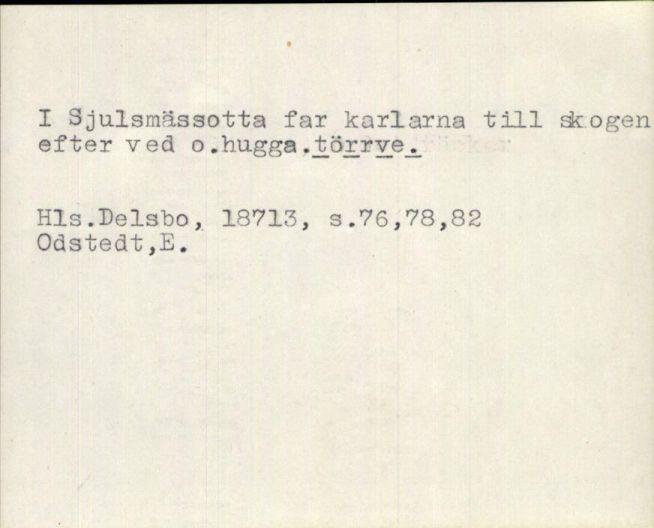 I Sjulsmässotta far karlarna till skogen
efter ved o.hugga.törrve.
Hls.Delsbo, 18713, s.76,78,82
Odstedt,E.